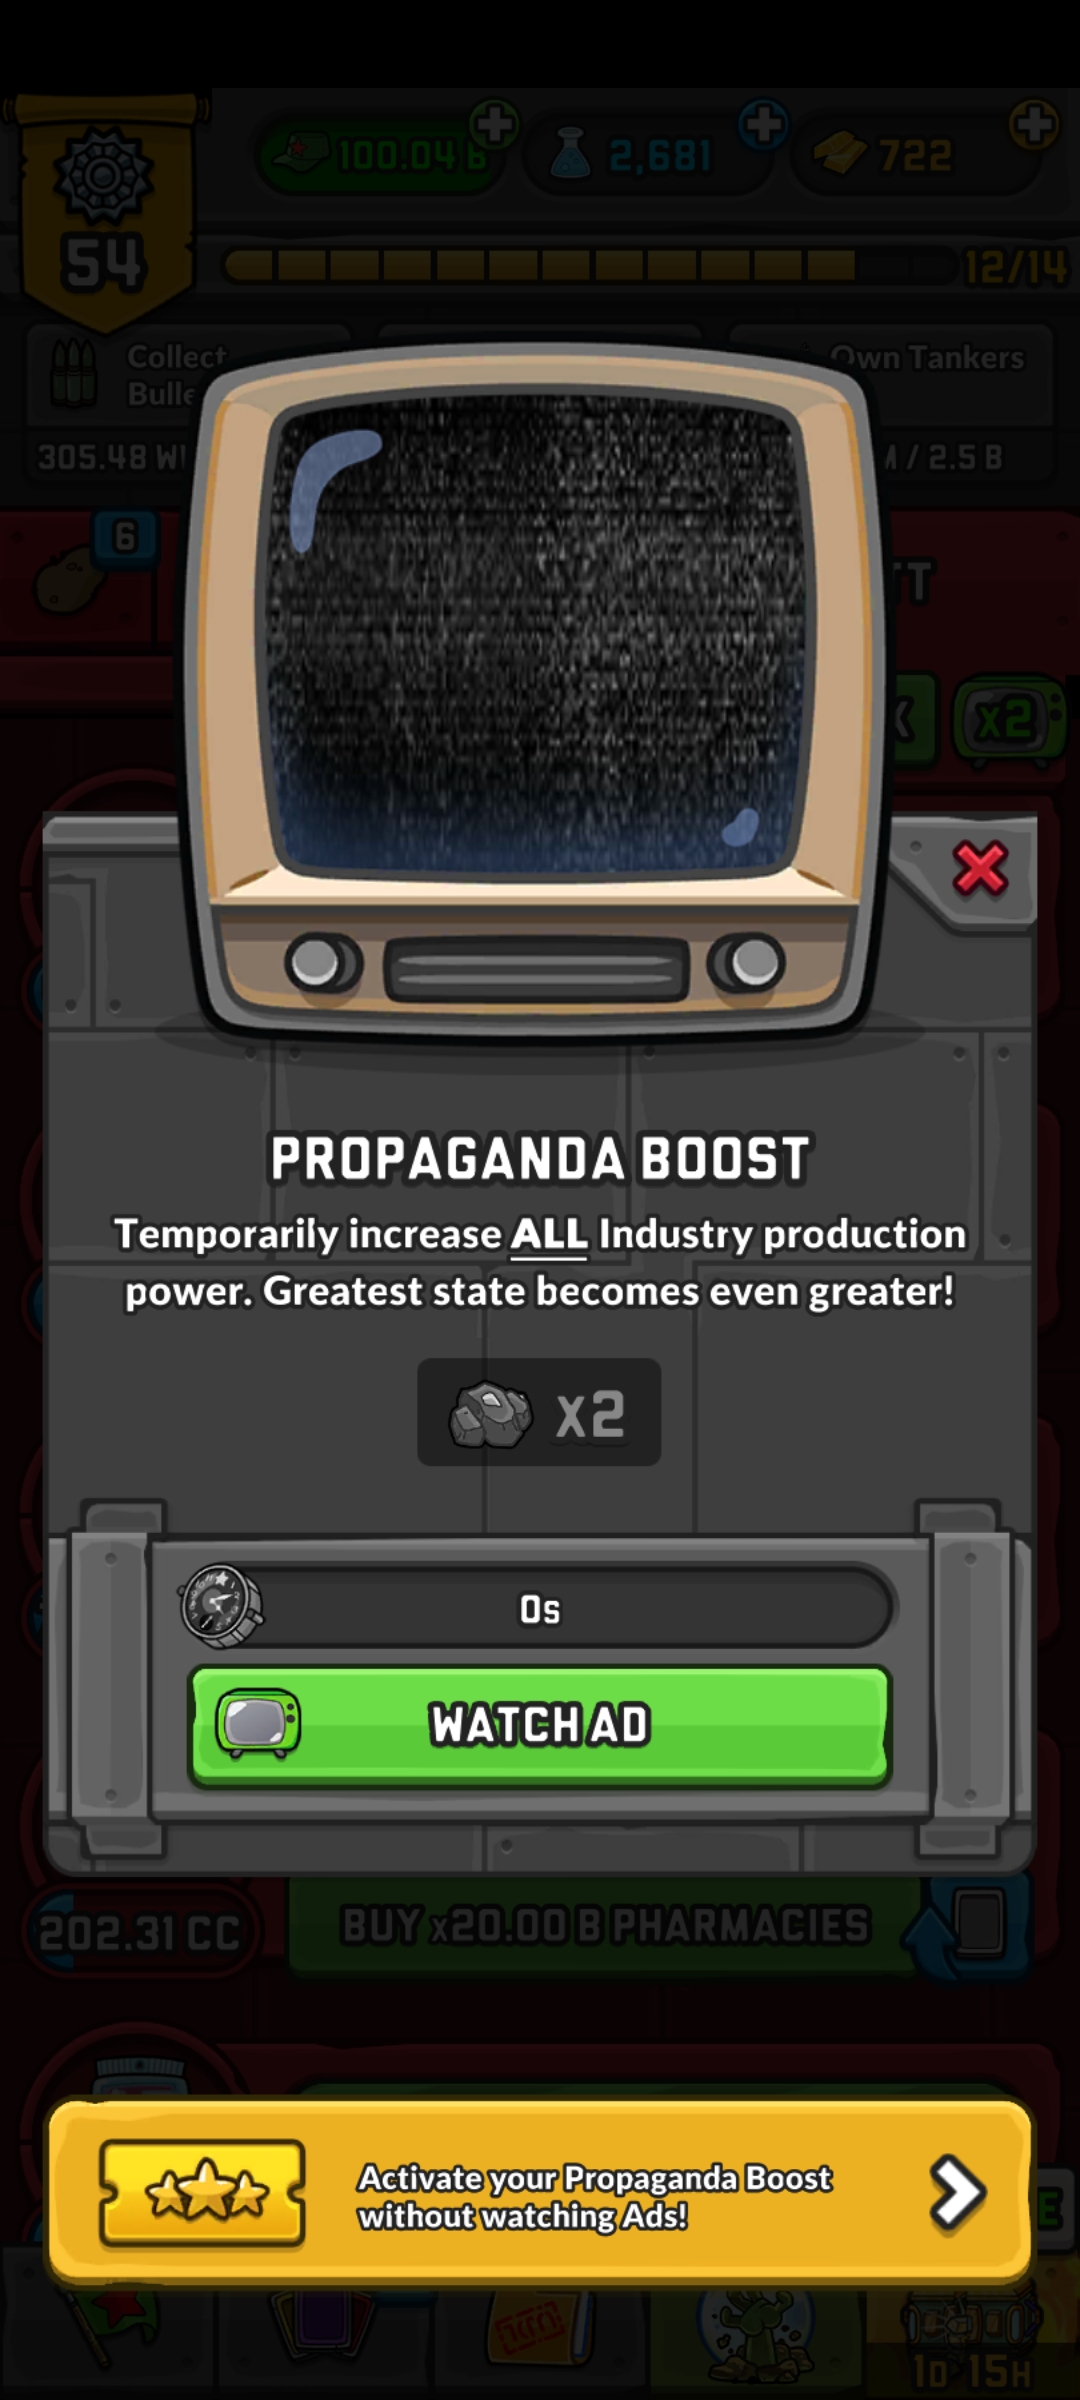 100.04 B
2,681
722
54
12/14
Collect
Own Tankers
305.48
/ 2.5 B
6
x2
PROPAGANDA BOOST
Temporarily increase ALL Industry production
power. Greatest state becomes even greater!
x2
0s
WATCH AD
202.31 CC
BUY x20.00 B PHARMACIES
Activate your Propaganda Boost
without watching Ads!
1D 15H